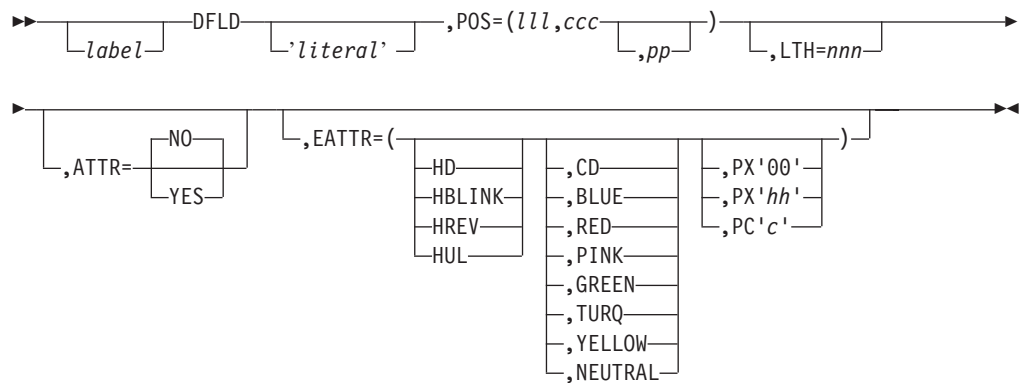 DFLD ,POS=(lll,ccc )
label 'literal' ,pp ,LTH=nnn
,ATTR= NO ,EATTR=( )
YES HD ,CD ,PX'00'
HBLINK ,BLUE ,PX'hh'
HREV ,RED ,PC'c'
HUL ,PINK
,GREEN
,TURQ
,YELLOW
,NEUTRAL